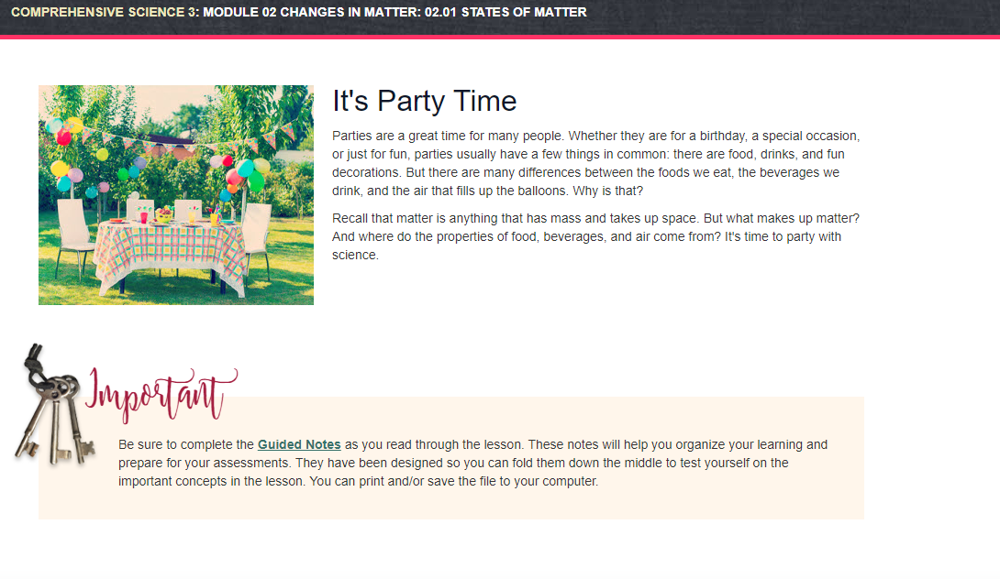 COMPREHENSIVE SCIENCE 3: MODULE 02 CHANGES IN MATTER: 02.01 STATES OF MATTER
It's Party Time
Parties are a great time for many people. Whether they are for a birthday, a special occasion,
or just for fun, parties usually have a few things in common: there are food, drinks, and fun
decorations. But there are many differences between the foods we eat, the beverages we
drink, and the air that fills up the balloons. Why is that?
Recall that matter is anything that has mass and takes up space. But what makes up matter?
And where do the properties of food, beverages, and air come from? It's time to party with
science.
Important
Be sure to complete the Guided Notes as you read through the lesson. These notes will help you organize your learning and
prepare for your assessments. They have been designed so you can fold them down the middle to test yourself on the
important concepts in the lesson. You can print and/or save the file to your computer.